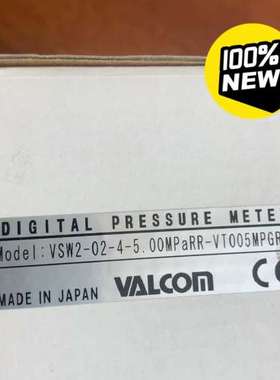 100%
NEW
DIGITAL PRESSURE METE
Model: VSW2-02-4-5.00MPaRR-VT005MPGR
MADE IN JAPAN VALCOM CE